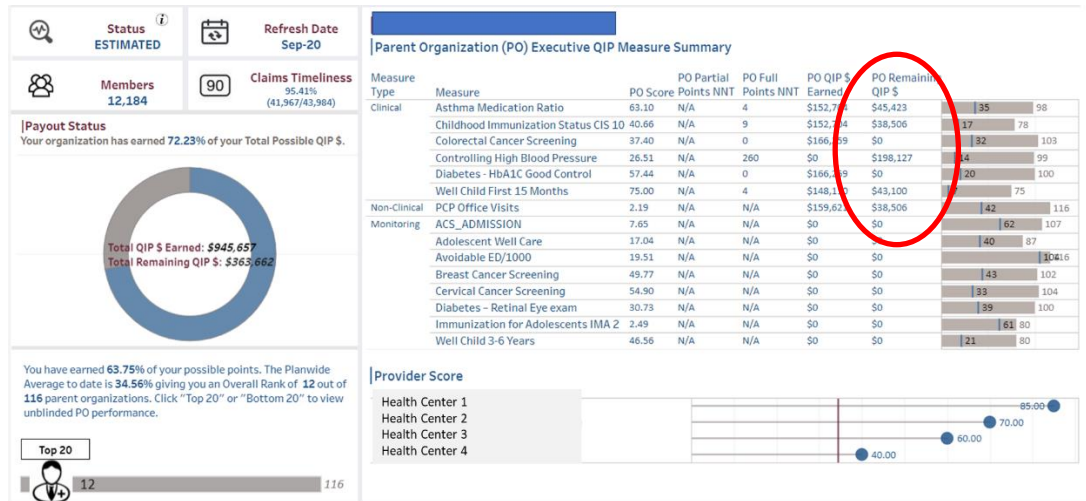 Status
ESTIMATED
i
Refresh Date
Sep-20
Members
12,184
90
Claims Timeliness
95.41%
(41,967/43,984)
Payout Status
Your organization has earned 72.23% of your Total Possible QIP $.
Total QIP $ Earned: $945,657
Total Remaining QIP $: $363,662
You have earned 63.75% of your possible points. The Planwide
Average to date is 34.56% giving you an Overall Rank of 12 out of
116 parent organizations. Click "Top 20" or "Bottom 20" to view
unblinded PO performance.
Top 20
12 116
Parent Organization (PO) Executive QIP Measure Summary
PO Partial PO Full PO QIP $ PO Remaining
Measure Type Measure PO Score Points NNT Points NNT Earned QIP $
Clinical Asthma Medication Ratio 63.10 N/A 4 $45,423 35 98
Childhood Immunization Status CIS 10 40.66 N/A 9 $38,506 17 78
Colorectal Cancer Screening 37.40 N/A 0 $0 32 103
Controlling High Blood Pressure 26.51 N/A 260 $0 $198,127 14 99
Diabetes - HbA1C Good Control 57.44 N/A 0 $0 20 100
Well Child First 15 Months 75.00 N/A 4 $43,100 75
Non-Clinical PCP Office Visits 2.19 N/A N/A $38,506 42 116
Monitoring ACS_ADMISSION 7.65 N/A N/A $0 $0 62 107
Adolescent Well Care 17.04 N/A N/A $0 $0 40 87
Avoidable ED/1000 19.51 N/A N/A $0 $0
Breast Cancer Screening 49.77 N/A N/A $0 $0 43 102
Cervical Cancer Screening 54.90 N/A N/A $0 $0 33 104
Diabetes – Retinal Eye exam 30.73 N/A N/A $0 $0 39 100
Immunization for Adolescents IMA 2 2.49 N/A N/A $0 $0 61 80
Well Child 3-6 Years 46.56 N/A N/A $0 $0 21 80
Provider Score
Health Center 1 85.00
Health Center 2 70.00
Health Center 3 60.00
Health Center 4 40.00